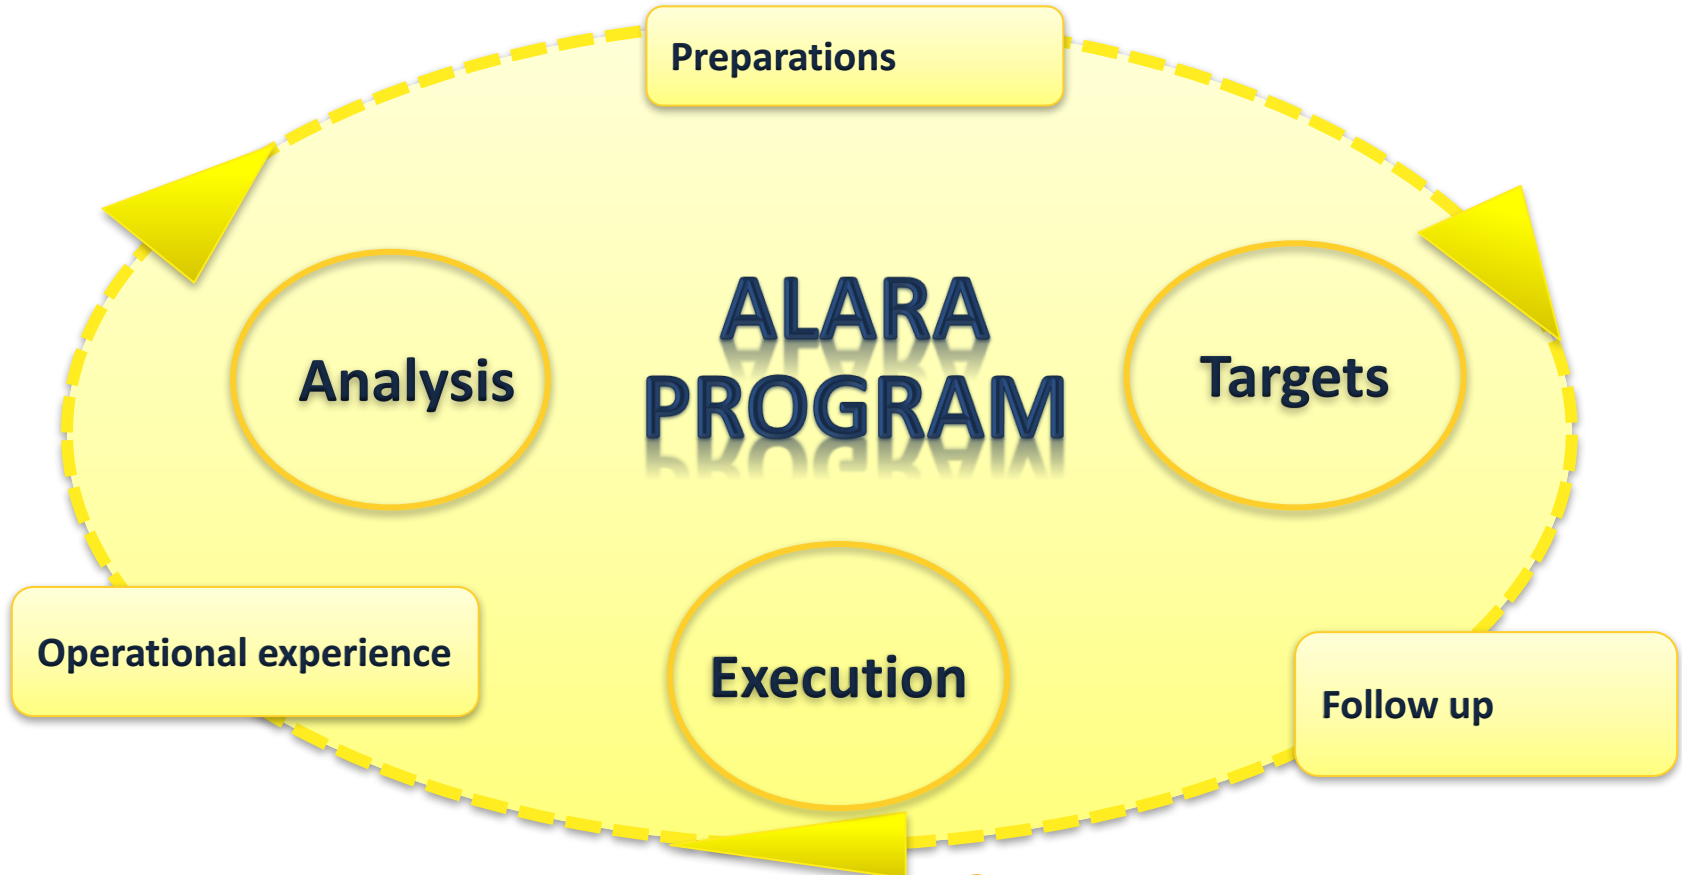 Preparations
ALARA
PROGRAM
Analysis
Targets
Execution
Operational experience
Follow up